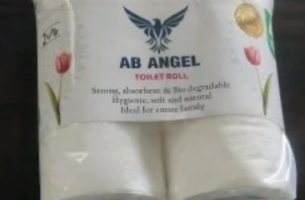 AB ANGEL
TOILET ROLL
Strong, absorbent & Bio degradable
Hygienic, soft and natural
Ideal for entire family